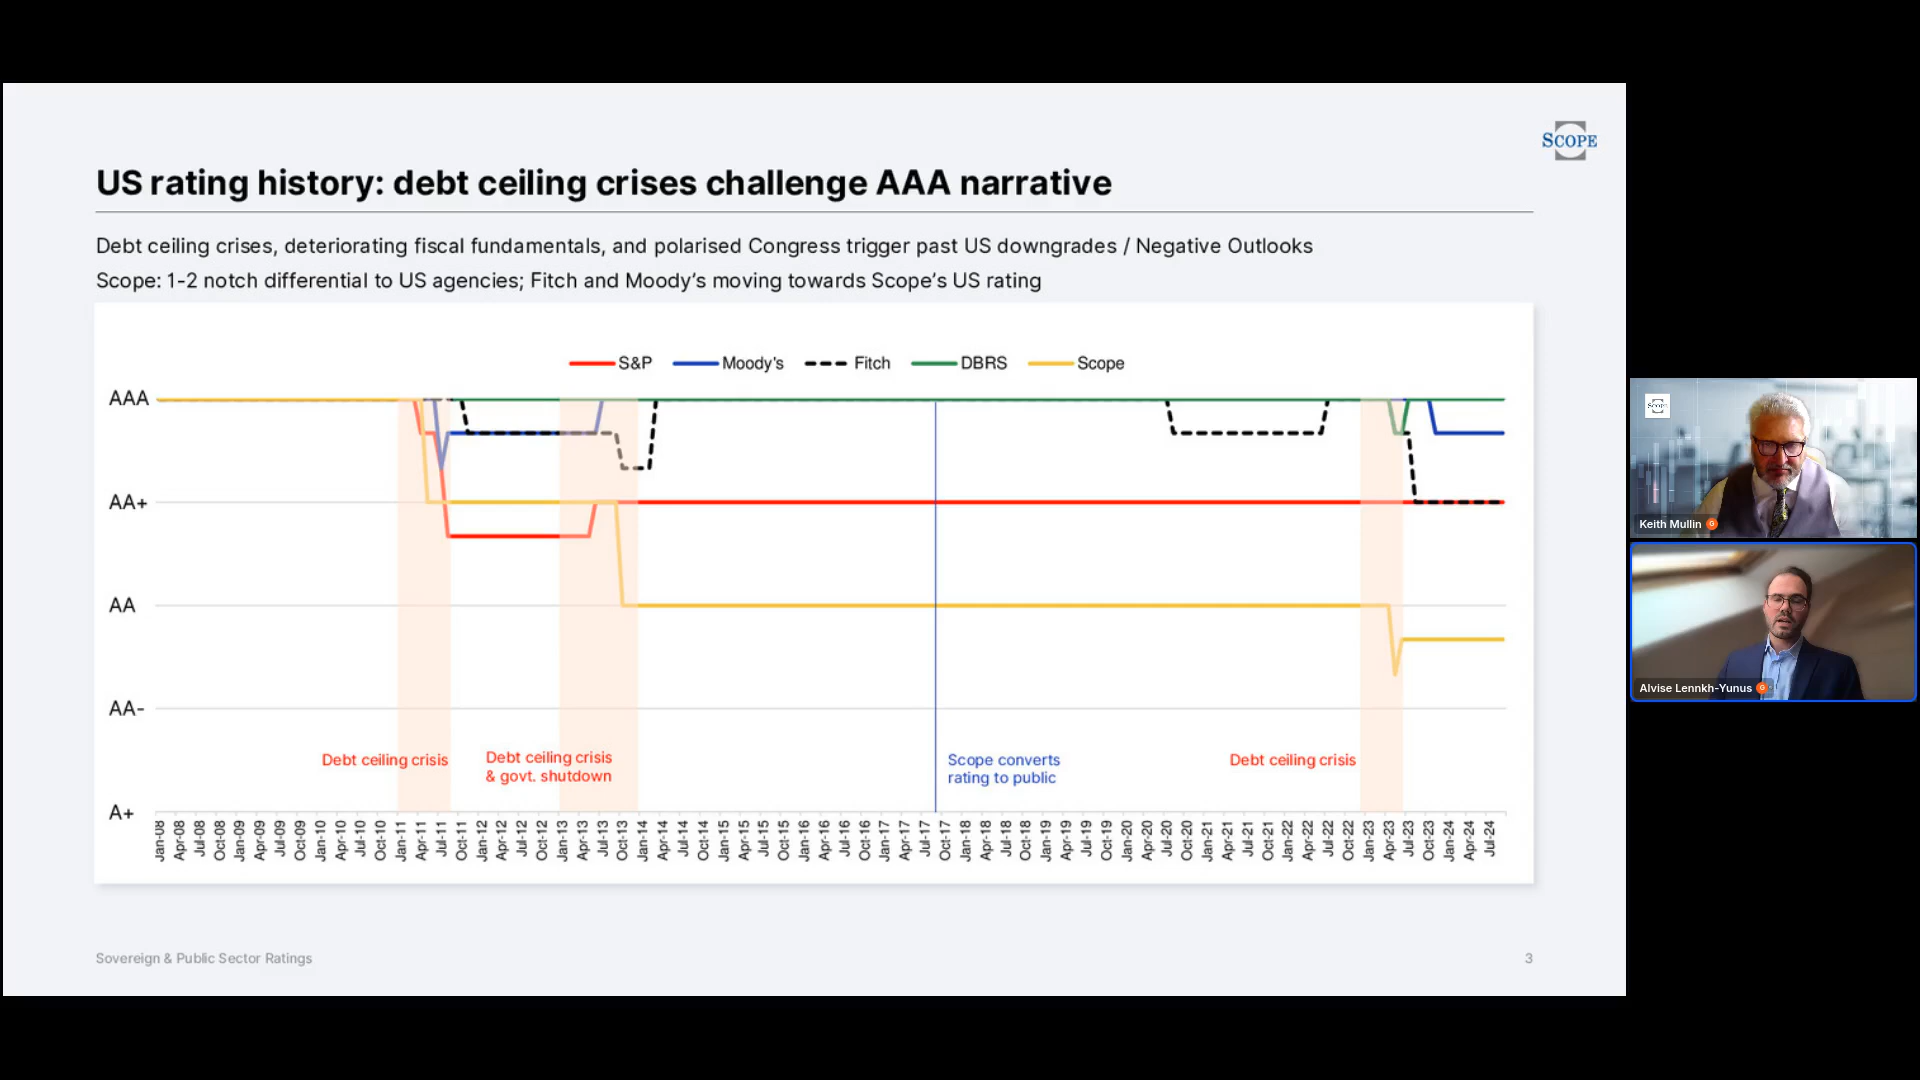 SCOPE
US rating history: debt ceiling crises challenge AAA narrative
Debt ceiling crises, deteriorating fiscal fundamentals, and polarised Congress trigger past US downgrades / Negative Outlooks
Scope: 1-2 notch differential to US agencies; Fitch and Moody's moving towards Scope's US rating
S&P Moody's Fitch DBRS Scope
AAA
AA+
AA
AA-
A+
Debt ceiling crisis
Debt ceiling crisis
& govt. shutdown
Scope converts
rating to public
Debt ceiling crisis
Jan-08 Apr-08 Jul-08 Oct-08 Jan-09 Apr-09 Jul-09 Oct-09 Jan-10 Apr-10 Jul-10 Oct-10 Jan-11 Apr-11 Jul-11 Oct-11 Jan-12 Apr-12 Jul-12 Oct-12 Jan-13 Apr-13 Jul-13 Oct-13 Jan-14 Apr-14 Jul-14 Oct-14 Jan-15 Apr-15 Jul-15 Oct-15 Jan-16 Apr-16 Jul-16 Oct-16 Jan-17 Apr-17 Jul-17 Oct-17 Jan-18 Apr-18 Jul-18 Oct-18 Jan-19 Apr-19 Jul-19 Oct-19 Jan-20 Apr-20 Jul-20 Oct-20 Jan-21 Apr-21 Jul-21 Oct-21 Jan-22 Apr-22 Jul-22 Oct-22 Jan-23 Apr-23 Jul-23 Oct-23 Jan-24 Apr-24 Jul-24
Sovereign & Public Sector Ratings
3
SCOPE
Keith Mullin G
Alvise Lennkh-Yunus G